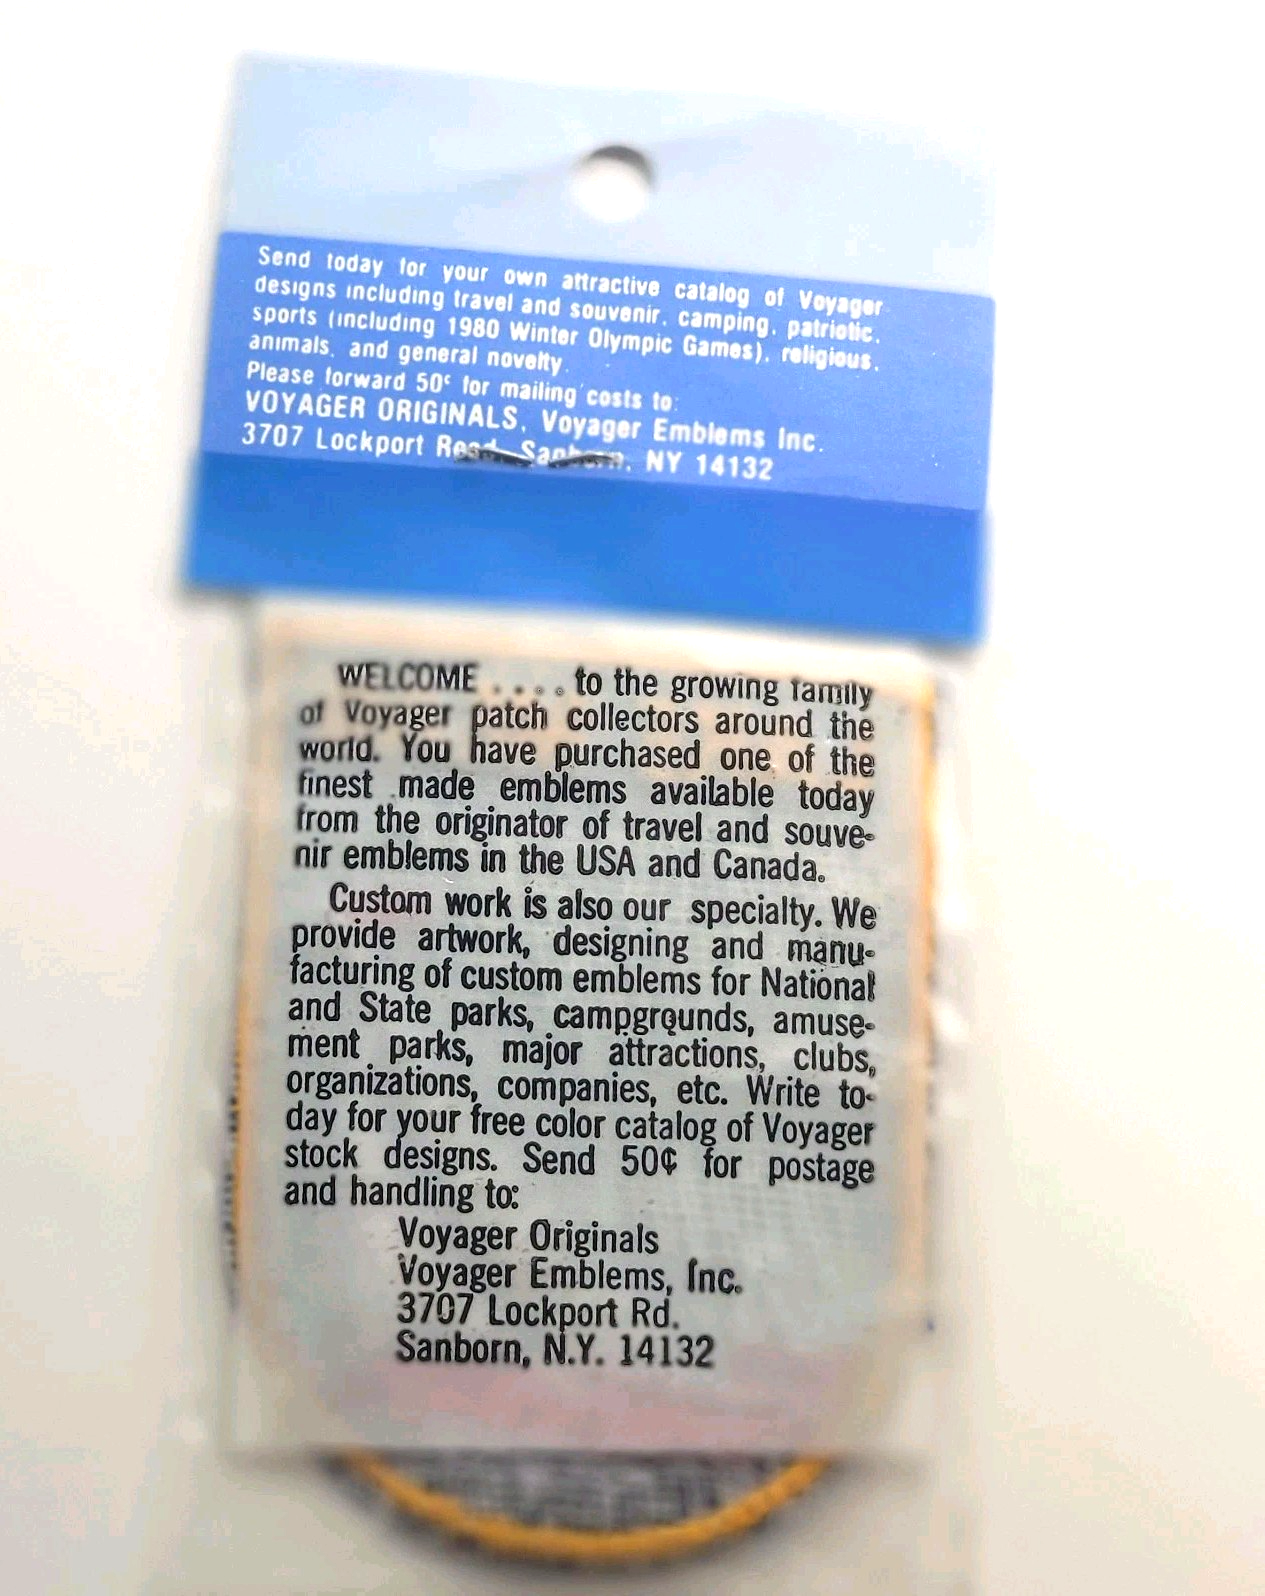 Send today for your own attractive catalog of Voyager
designs including travel and souvenir, camping, patriotic,
sports (including 1980 Winter Olympic Games), religious,
animals, and general novelty.
Please forward 50¢ for mailing costs to:
VOYAGER ORIGINALS, Voyager Emblems Inc.
3707 Lockport Road, Sanborn, NY 14132
WELCOME . . . . to the growing family
of Voyager patch collectors around the
world. You have purchased one of the
finest made emblems available today
from the originator of travel and souve-
nir emblems in the USA and Canada.
Custom work is also our specialty. We
provide artwork, designing and manu-
facturing of custom emblems for National
and State parks, campgrounds, amuse-
ment parks, major attractions, clubs,
organizations, companies, etc. Write to-
day for your free color catalog of Voyager
stock designs. Send 50¢ for postage
and handling to:
Voyager Originals
Voyager Emblems, Inc.
3707 Lockport Rd.
Sanborn, N.Y. 14132